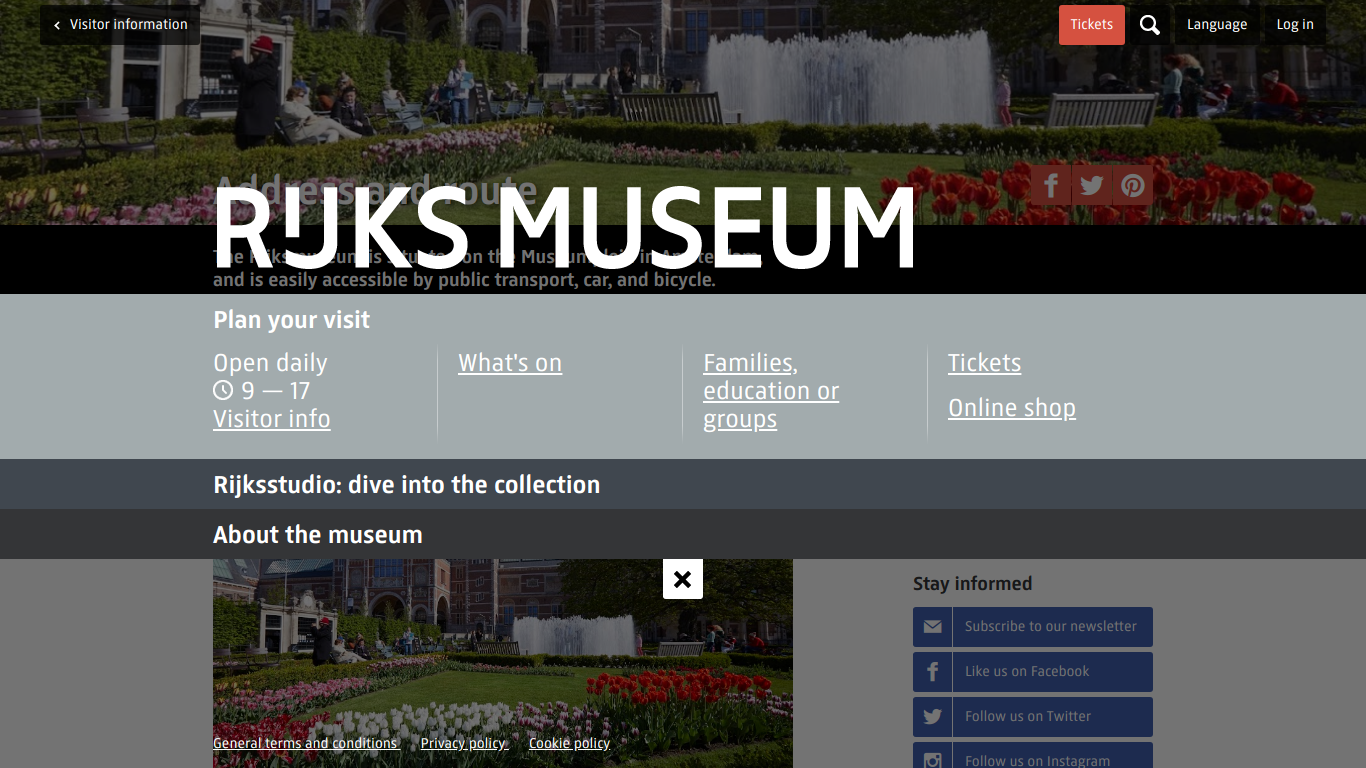 Visitor information
Tickets
Language
Log in
Address and route
RIJKS MUSEUM
The Rijksmuseum is situated on the Museumplein in Amsterdam,
and is easily accessible by public transport, car, and bicycle.
Plan your visit
Open daily
9 — 17
Visitor info
What's on
Families,
education or
groups
Tickets
Online shop
Rijksstudio: dive into the collection
About the museum
Stay informed
Subscribe to our newsletter
Like us on Facebook
Follow us on Twitter
Follow us on Instagram
General terms and conditions
Privacy policy
Cookie policy